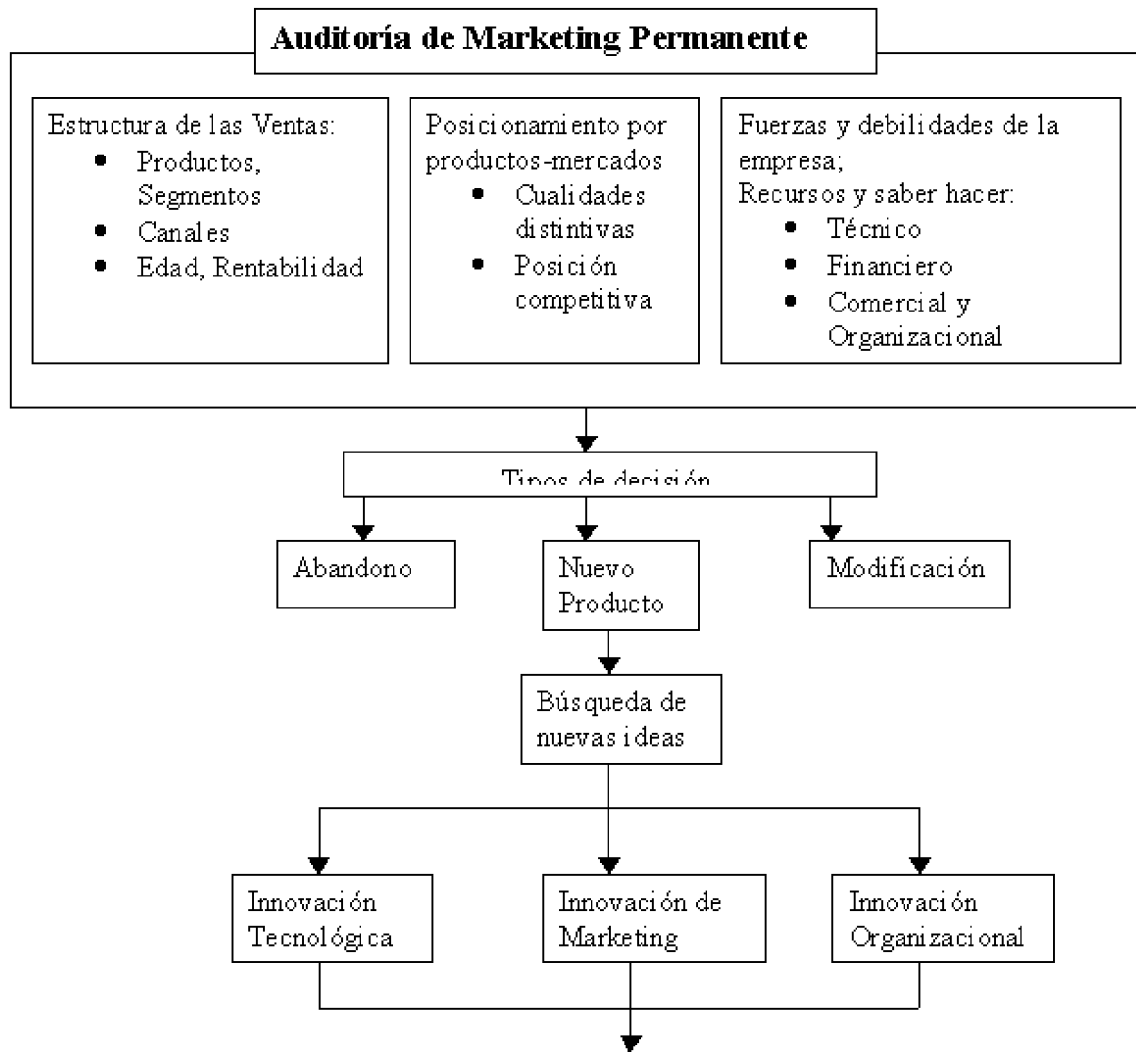 Auditoría de Marketing Permanente
Estructura de las Ventas:
• Productos,
Segmentos
• Canales
• Edad, Rentabilidad
Posicionamiento por
productos-mercados
• Cualidades
distintivas
• Posición
competitiva
Fuerzas y debilidades de la
empresa;
Recursos y saber hacer:
• Técnico
• Financiero
• Comercial y
Organizacional
Tipos de decisión
Abandono
Nuevo
Producto
Modificación
Búsqueda de
nuevas ideas
Innovación
Tecnológica
Innovación de
Marketing
Innovación
Organizacional